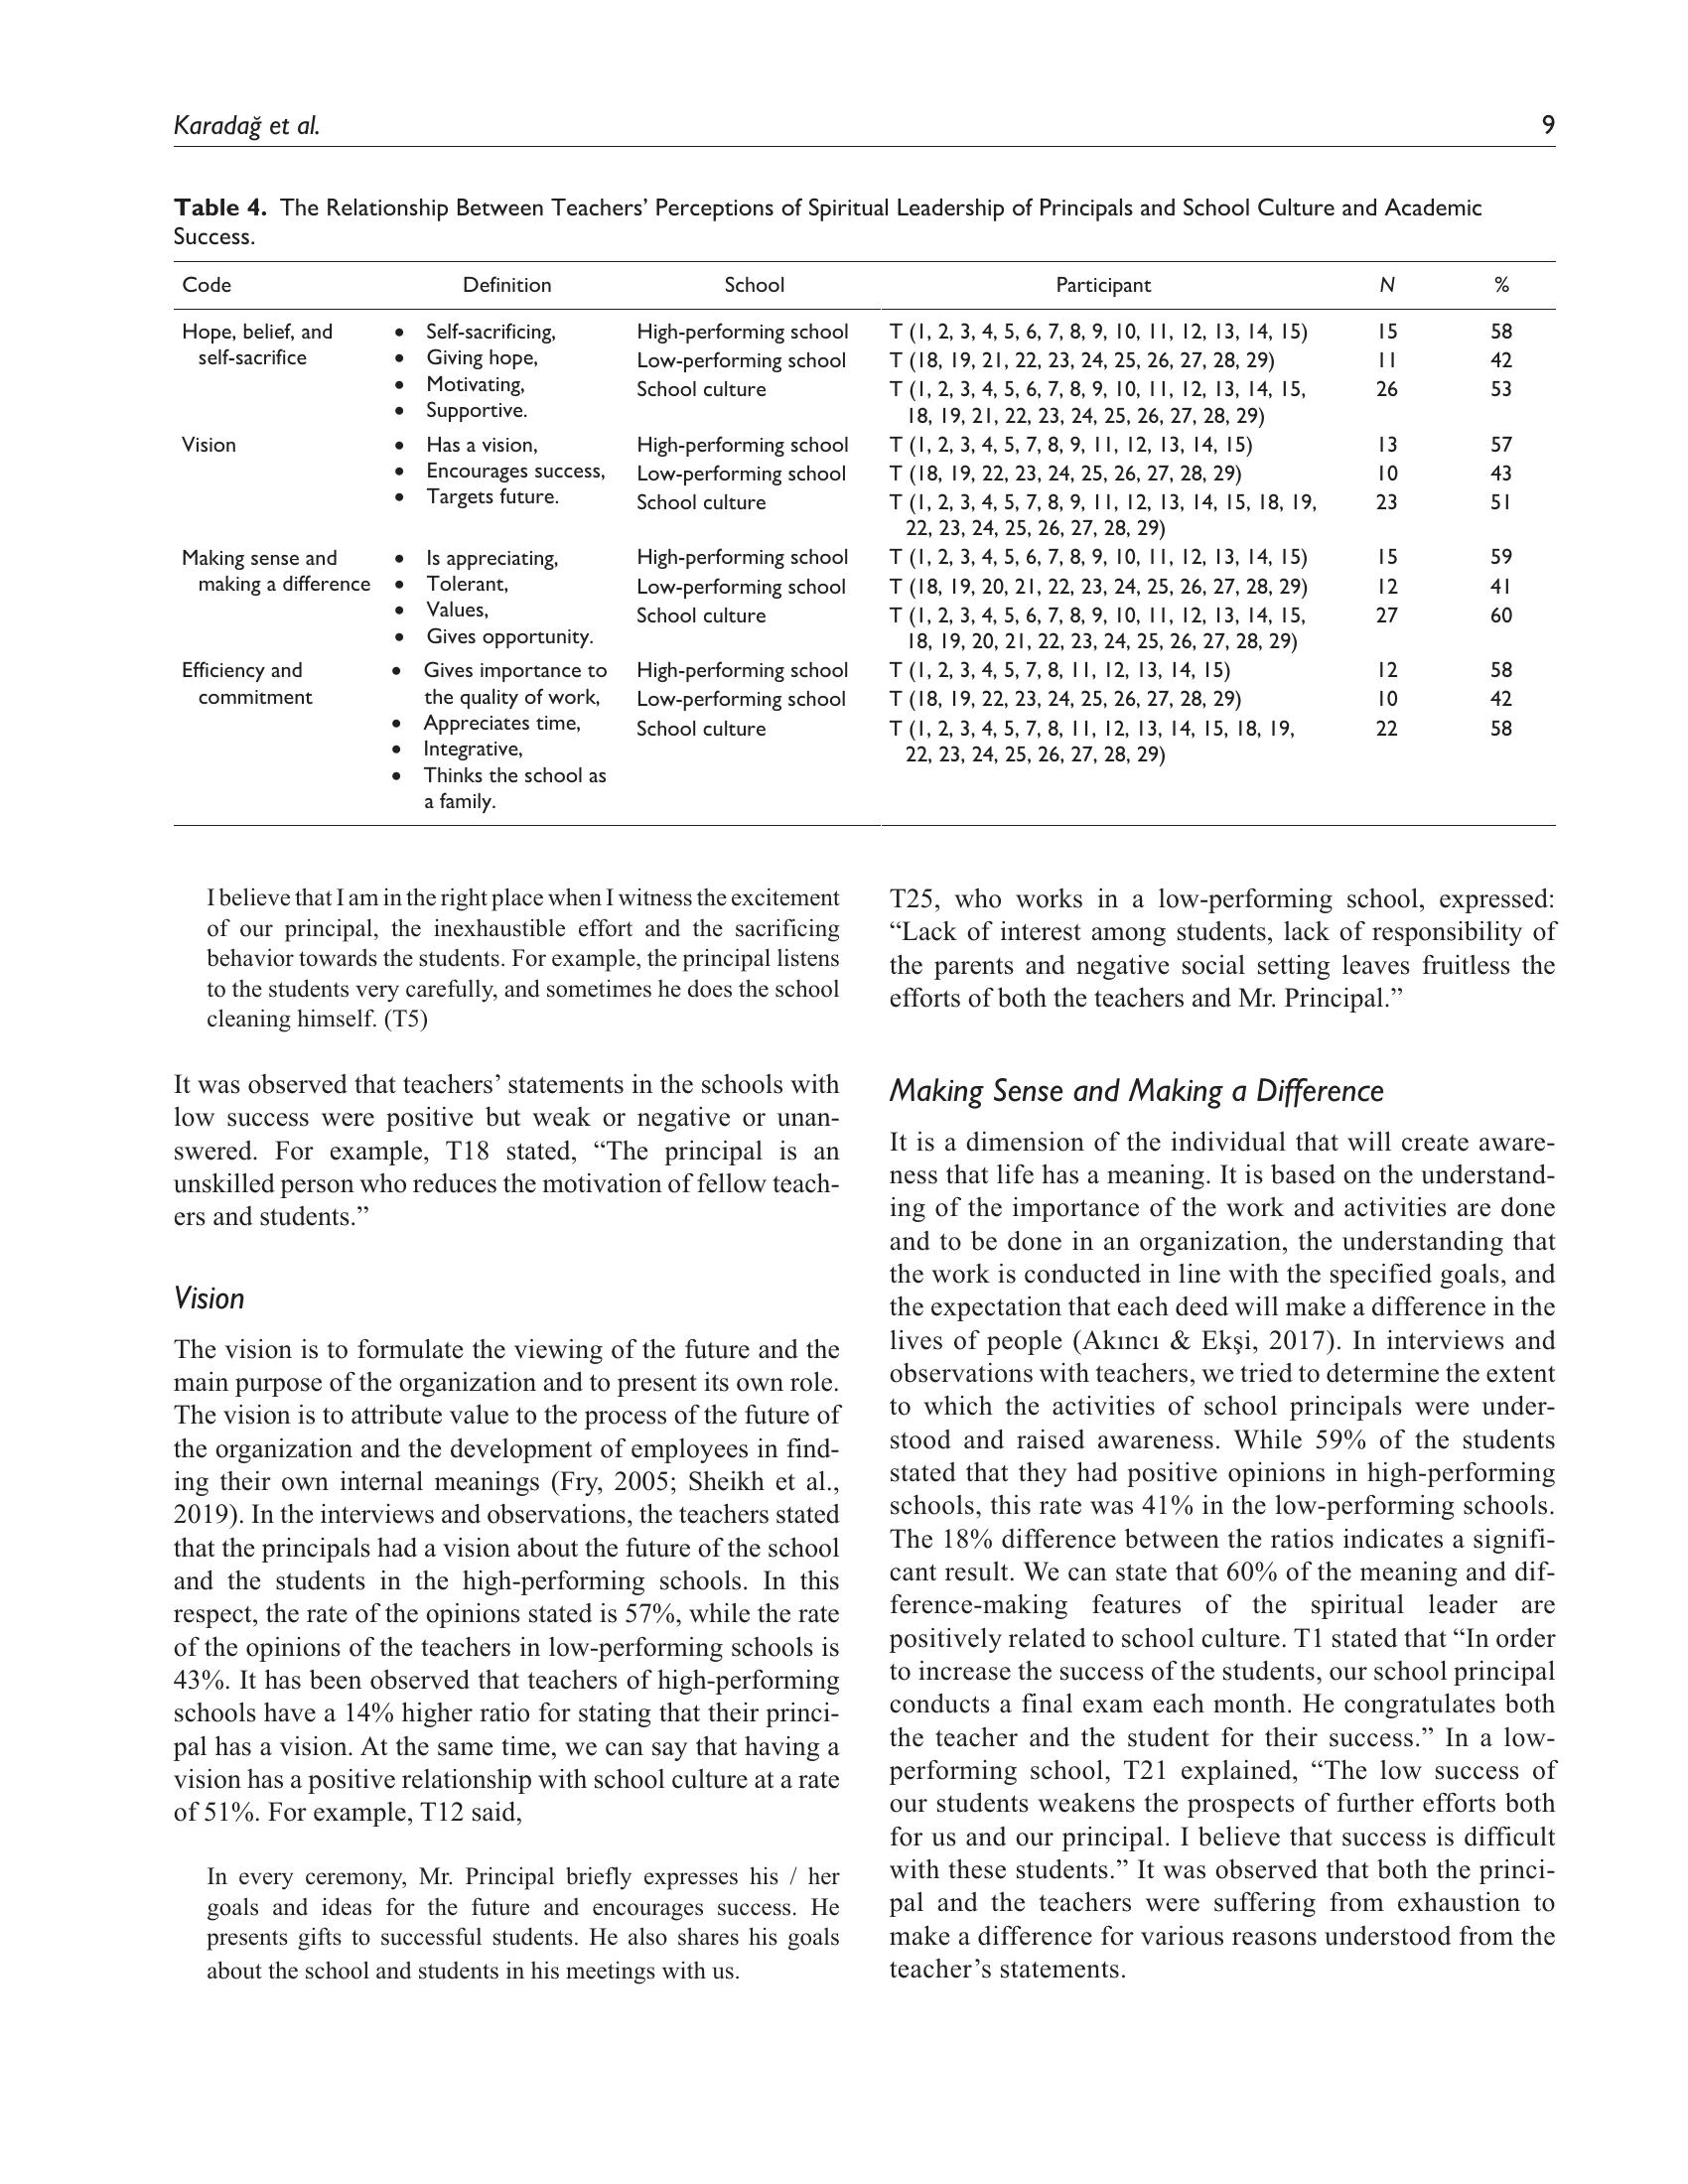 Karadağ et al.
9
Table 4. The Relationship Between Teachers’ Perceptions of Spiritual Leadership of Principals and School Culture and Academic
Success.
Code Definition School Participant N %
Hope, belief, and
self-sacrifice
• Self-sacrificing,
• Giving hope,
• Motivating,
• Supportive.
High-performing school T (1, 2, 3, 4, 5, 6, 7, 8, 9, 10, 11, 12, 13, 14, 15) 15 58
Low-performing school T (18, 19, 21, 22, 23, 24, 25, 26, 27, 28, 29) 11 42
School culture T (1, 2, 3, 4, 5, 6, 7, 8, 9, 10, 11, 12, 13, 14, 15, 26 53
18, 19, 21, 22, 23, 24, 25, 26, 27, 28, 29)
Vision
• Has a vision,
• Encourages success,
• Targets future.
High-performing school T (1, 2, 3, 4, 5, 7, 8, 9, 11, 12, 13, 14, 15) 13 57
Low-performing school T (18, 19, 22, 23, 24, 25, 26, 27, 28, 29) 10 43
School culture T (1, 2, 3, 4, 5, 7, 8, 9, 11, 12, 13, 14, 15, 18, 19, 23 51
22, 23, 24, 25, 26, 27, 28, 29)
Making sense and
making a difference
• Is appreciating,
• Tolerant,
• Values,
• Gives opportunity.
High-performing school T (1, 2, 3, 4, 5, 6, 7, 8, 9, 10, 11, 12, 13, 14, 15) 15 59
Low-performing school T (18, 19, 20, 21, 22, 23, 24, 25, 26, 27, 28, 29) 12 41
School culture T (1, 2, 3, 4, 5, 6, 7, 8, 9, 10, 11, 12, 13, 14, 15, 27 60
18, 19, 20, 21, 22, 23, 24, 25, 26, 27, 28, 29)
Efficiency and
commitment
• Gives importance to
the quality of work,
• Appreciates time,
• Integrative,
• Thinks the school as
a family.
High-performing school T (1, 2, 3, 4, 5, 7, 8, 11, 12, 13, 14, 15) 12 58
Low-performing school T (18, 19, 22, 23, 24, 25, 26, 27, 28, 29) 10 42
School culture T (1, 2, 3, 4, 5, 7, 8, 11, 12, 13, 14, 15, 18, 19, 22 58
22, 23, 24, 25, 26, 27, 28, 29)
I believe that I am in the right place when I witness the excitement
of our principal, the inexhaustible effort and the sacrificing
behavior towards the students. For example, the principal listens
to the students very carefully, and sometimes he does the school
cleaning himself. (T5)
It was observed that teachers’ statements in the schools with
low success were positive but weak or negative or unan-
swered. For example, T18 stated, “The principal is an
unskilled person who reduces the motivation of fellow teach-
ers and students.”
Vision
The vision is to formulate the viewing of the future and the
main purpose of the organization and to present its own role.
The vision is to attribute value to the process of the future of
the organization and the development of employees in find-
ing their own internal meanings (Fry, 2005; Sheikh et al.,
2019). In the interviews and observations, the teachers stated
that the principals had a vision about the future of the school
and the students in the high-performing schools. In this
respect, the rate of the opinions stated is 57%, while the rate
of the opinions of the teachers in low-performing schools is
43%. It has been observed that teachers of high-performing
schools have a 14% higher ratio for stating that their princi-
pal has a vision. At the same time, we can say that having a
vision has a positive relationship with school culture at a rate
of 51%. For example, T12 said,
In every ceremony, Mr. Principal briefly expresses his / her
goals and ideas for the future and encourages success. He
presents gifts to successful students. He also shares his goals
about the school and students in his meetings with us.
T25, who works in a low-performing school, expressed:
“Lack of interest among students, lack of responsibility of
the parents and negative social setting leaves fruitless the
efforts of both the teachers and Mr. Principal.”
Making Sense and Making a Difference
It is a dimension of the individual that will create aware-
ness that life has a meaning. It is based on the understand-
ing of the importance of the work and activities are done
and to be done in an organization, the understanding that
the work is conducted in line with the specified goals, and
the expectation that each deed will make a difference in the
lives of people (Akıncı & Ekşi, 2017). In interviews and
observations with teachers, we tried to determine the extent
to which the activities of school principals were under-
stood and raised awareness. While 59% of the students
stated that they had positive opinions in high-performing
schools, this rate was 41% in the low-performing schools.
The 18% difference between the ratios indicates a signifi-
cant result. We can state that 60% of the meaning and dif-
ference-making features of the spiritual leader are
positively related to school culture. T1 stated that “In order
to increase the success of the students, our school principal
conducts a final exam each month. He congratulates both
the teacher and the student for their success.” In a low-
performing school, T21 explained, “The low success of
our students weakens the prospects of further efforts both
for us and our principal. I believe that success is difficult
with these students.” It was observed that both the princi-
pal and the teachers were suffering from exhaustion to
make a difference for various reasons understood from the
teacher’s statements.